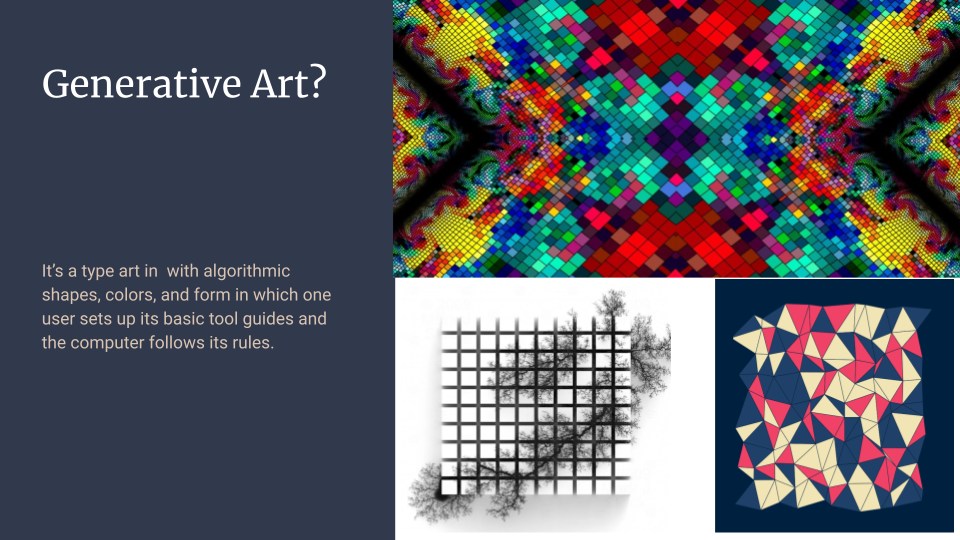 Generative Art?
It's a type art in  with algorithmic
shapes, colors, and form in which one
user sets up its basic tool guides and
the computer follows its rules.